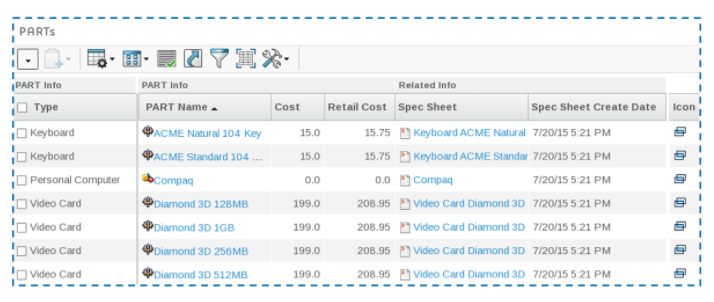 PARTs
PART Info PART Info Related Info
Type PART Name Cost Retail Cost Spec Sheet Spec Sheet Create Date Icon
Keyboard ACME Natural 104 Key 15.0 15.75 Keyboard ACME Natural 7/20/15 5:21 PM
Keyboard ACME Standard 104 ... 15.0 15.75 Keyboard ACME Standar 7/20/15 5:21 PM
Personal Computer Compaq 0.0 0.0 Compaq 7/20/15 5:21 PM
Video Card Diamond 3D 128MB 199.0 208.95 Video Card Diamond 3D 7/20/15 5:21 PM
Video Card Diamond 3D 1GB 199.0 208.95 Video Card Diamond 3D 7/20/15 5:21 PM
Video Card Diamond 3D 256MB 199.0 208.95 Video Card Diamond 3D 7/20/15 5:21 PM
Video Card Diamond 3D 512MB 199.0 208.95 Video Card Diamond 3D 7/20/15 5:21 PM